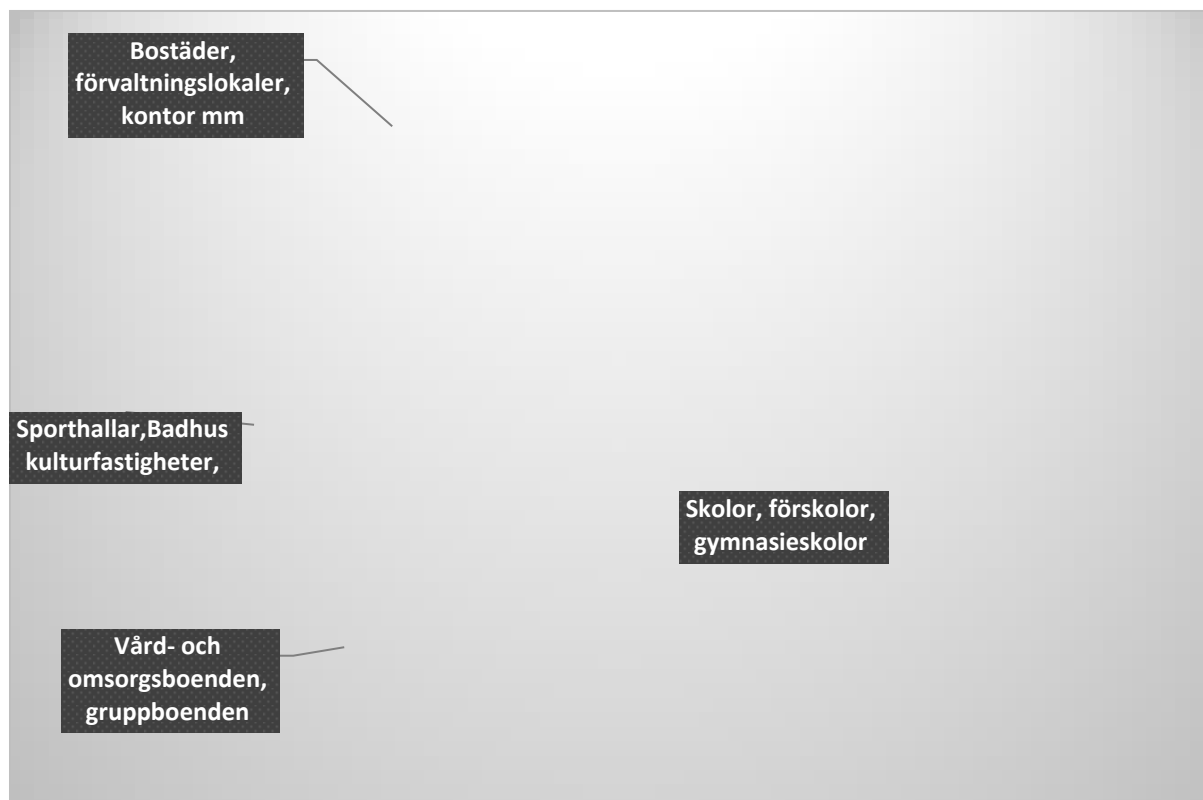 Bostäder,
förvaltningslokaler,
kontor mm
Sporthallar,Badhus
kulturfastigheter,
Skolor, förskolor,
gymnasieskolor
Vård- och
omsorgsboenden,
gruppboenden